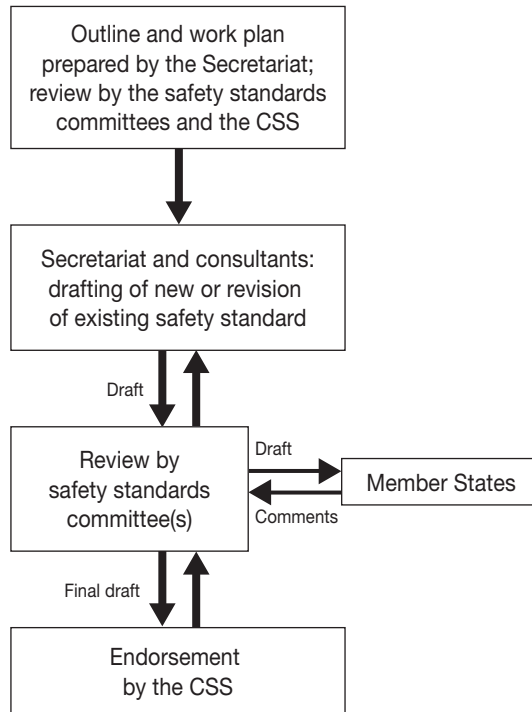 Outline and work plan
prepared by the Secretariat;
review by the safety standards
committees and the CSS
Secretariat and consultants:
drafting of new or revision
of existing safety standard
Draft
Review by
safety standards
committee(s)
Draft
Comments
Member States
Final draft
Endorsement
by the CSS